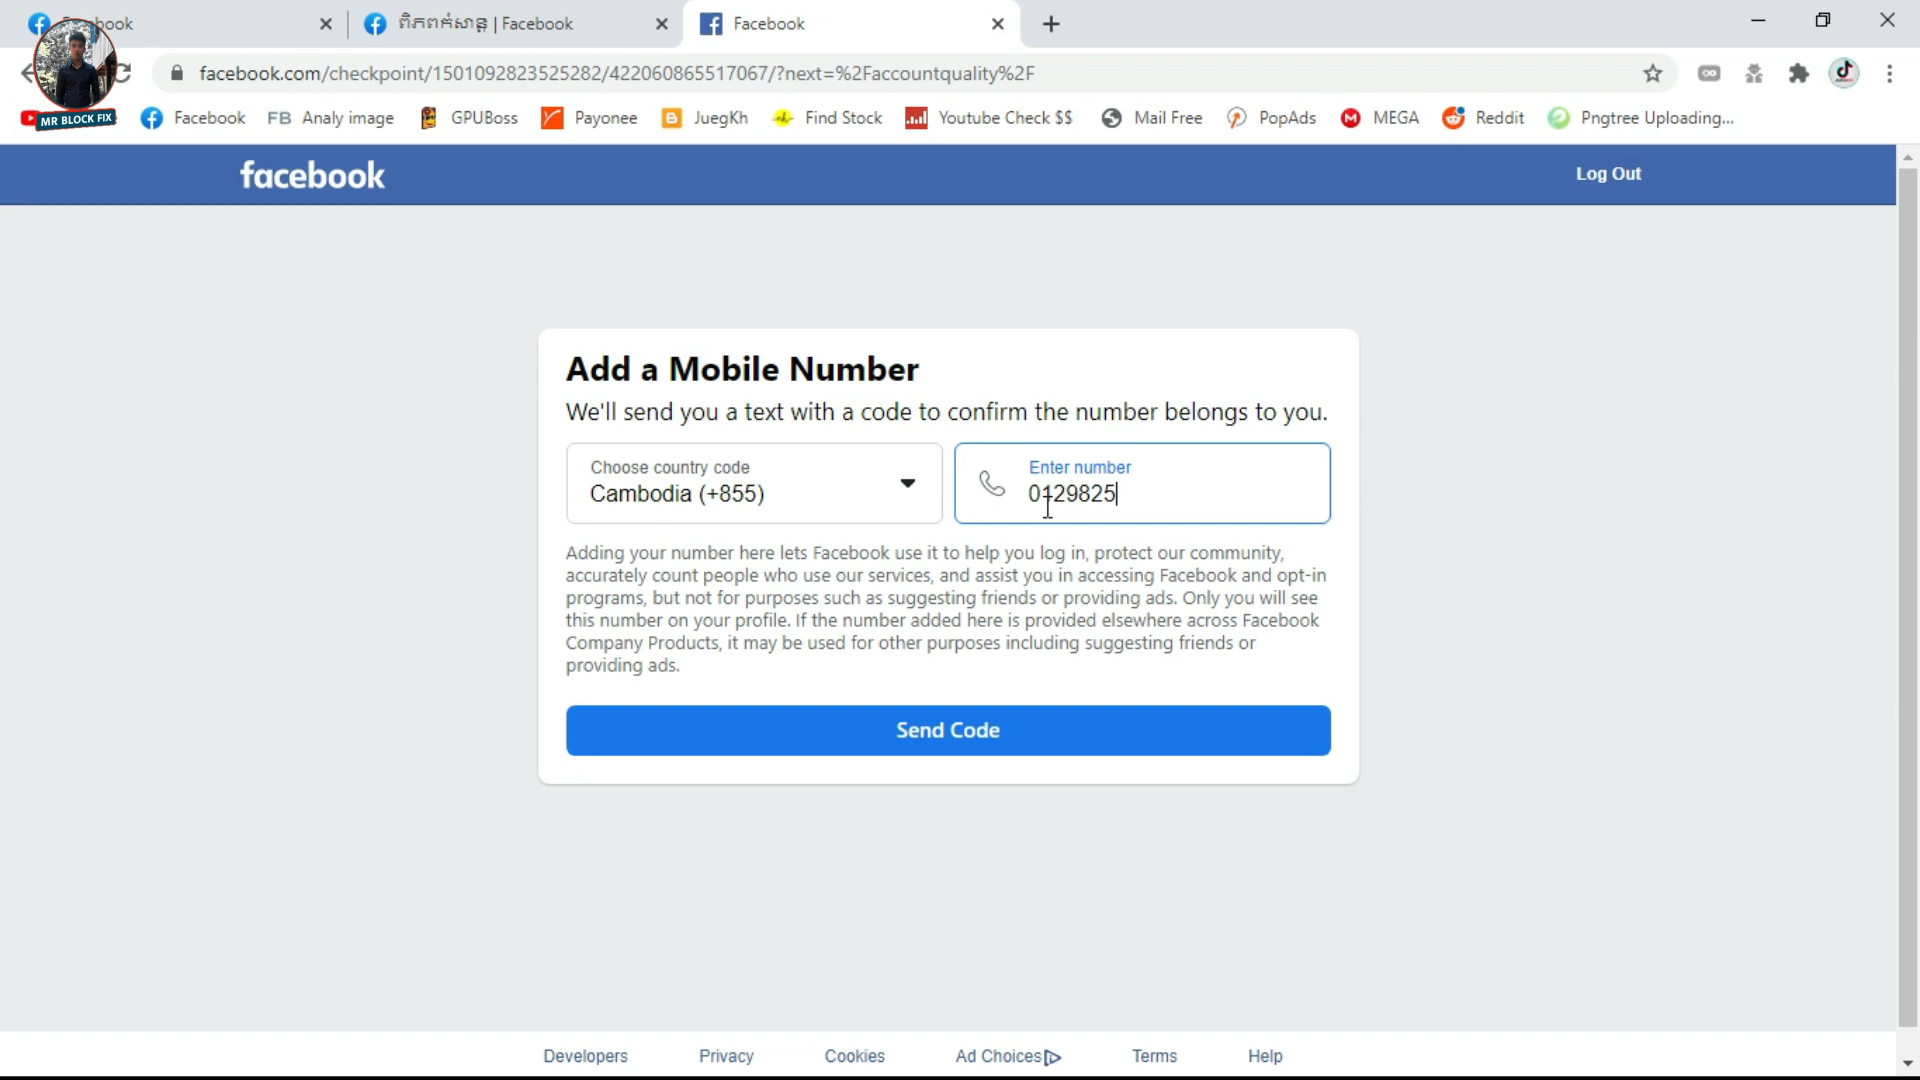 ពិភពកំសាន្ត | Facebook
Facebook
facebook.com/checkpoint/1501092823525282/422060865517067/?next=%2Faccountquality%2F
MR BLOCK FIX
Facebook
FB Analy image
GPUBoss
Payonee
JuegKh
Find Stock
Youtube Check $$
Mail Free
PopAds
MEGA
Reddit
Pngtree Uploading...
facebook
Log Out
Add a Mobile Number
We'll send you a text with a code to confirm the number belongs to you.
Choose country code
Cambodia (+855)
Enter number
0129825
Adding your number here lets Facebook use it to help you log in, protect our community,
accurately count people who use our services, and assist you in accessing Facebook and opt-in
programs, but not for purposes such as suggesting friends or providing ads. Only you will see
this number on your profile. If the number added here is provided elsewhere across Facebook
Company Products, it may be used for other purposes including suggesting friends or
providing ads.
Send Code
Developers
Privacy
Cookies
Ad Choices
Terms
Help